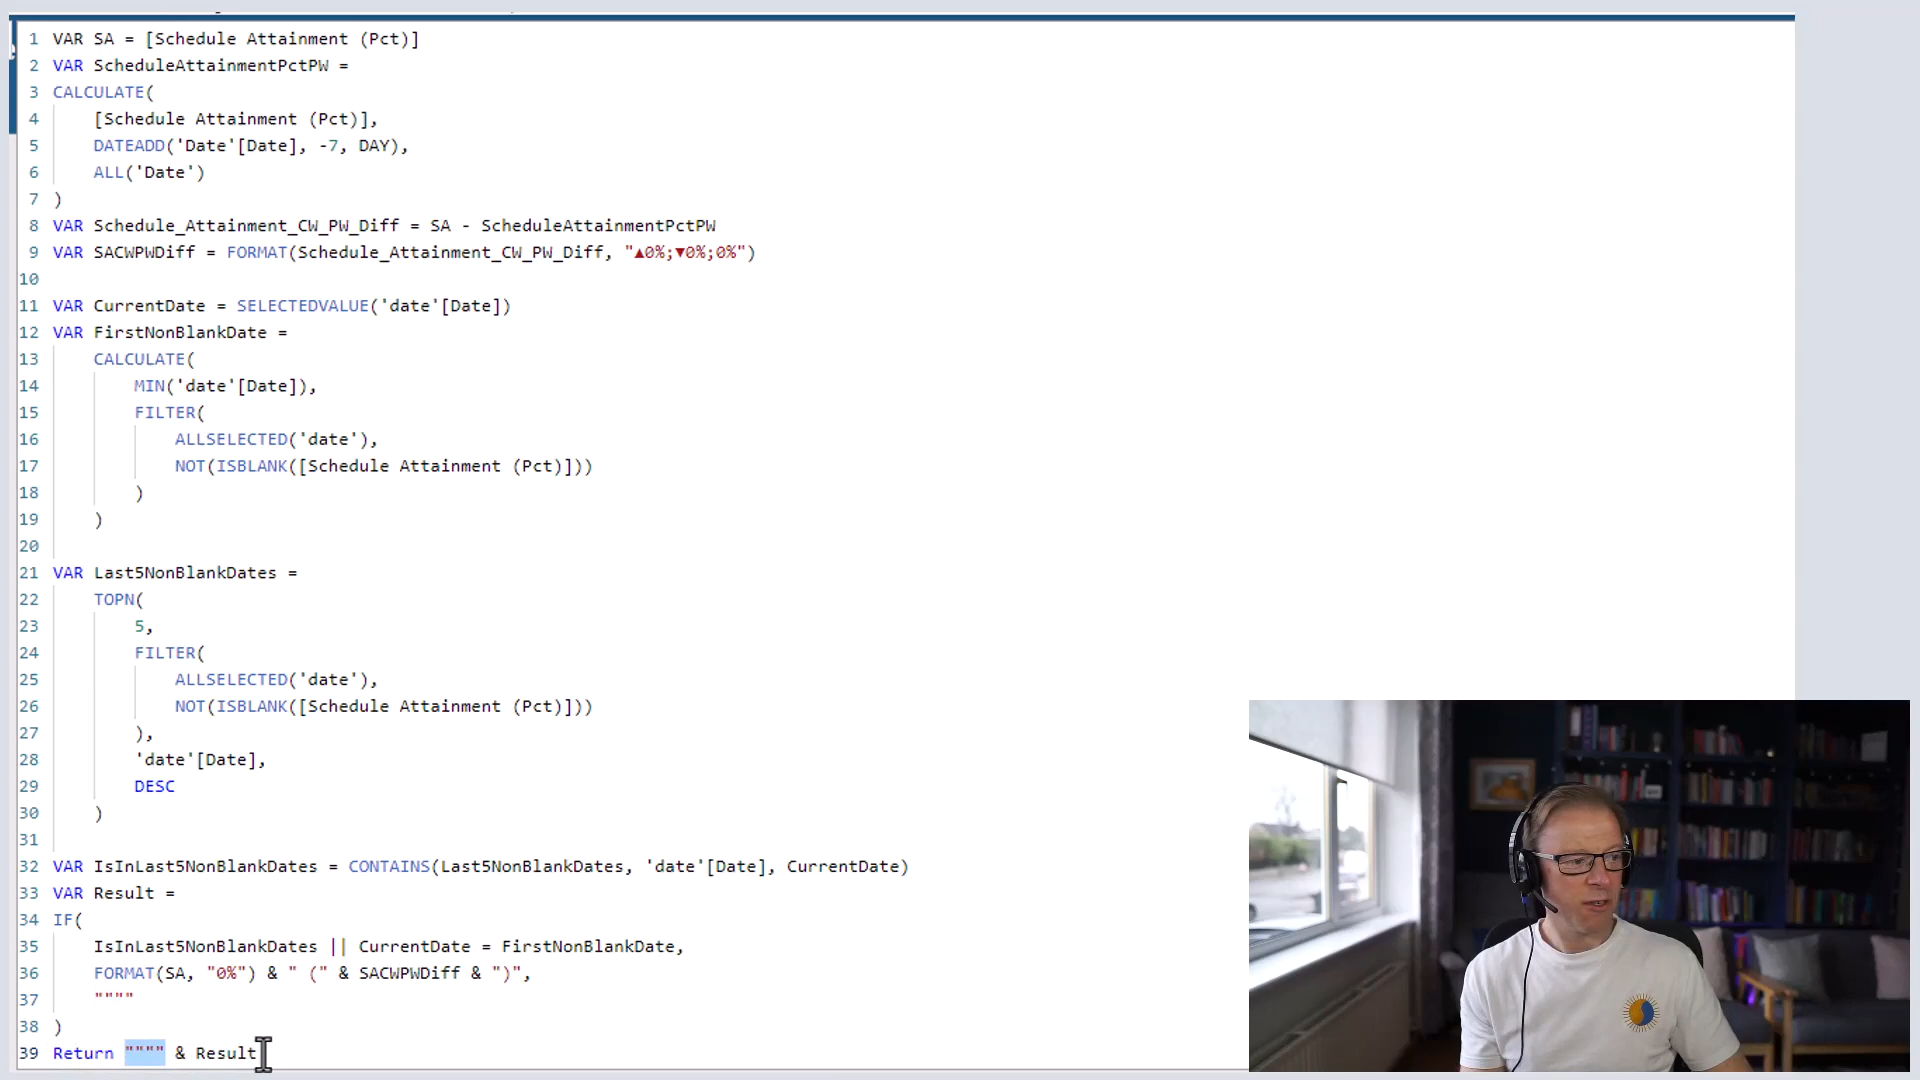 1 VAR SA = [Schedule Attainment (Pct)]
2 VAR ScheduleAttainmentPctPW =
3 CALCULATE(
4     [Schedule Attainment (Pct)],
5     DATEADD('Date'[Date], -7, DAY),
6     ALL('Date')
7 )
8 VAR Schedule_Attainment_CW_PW_Diff = SA - ScheduleAttainmentPctPW
9 VAR SACWPWDiff = FORMAT(Schedule_Attainment_CW_PW_Diff, "▲0%;▼0%;0%")
10
11 VAR CurrentDate = SELECTEDVALUE('date'[Date])
12 VAR FirstNonBlankDate =
13     CALCULATE(
14         MIN('date'[Date]),
15         FILTER(
16             ALLSELECTED('date'),
17             NOT(ISBLANK([Schedule Attainment (Pct)]))
18         )
19     )
20
21 VAR Last5NonBlankDates =
22     TOPN(
23         5,
24         FILTER(
25             ALLSELECTED('date'),
26             NOT(ISBLANK([Schedule Attainment (Pct)]))
27         ),
28         'date'[Date],
29         DESC
30     )
31
32 VAR IsInLast5NonBlankDates = CONTAINS(Last5NonBlankDates, 'date'[Date], CurrentDate)
33 VAR Result =
34 IF(
35     IsInLast5NonBlankDates || CurrentDate = FirstNonBlankDate,
36     FORMAT(SA, "0%") & " (" & SACWPWDiff & ")",
37     """"
38 )
39 Return """" & Result